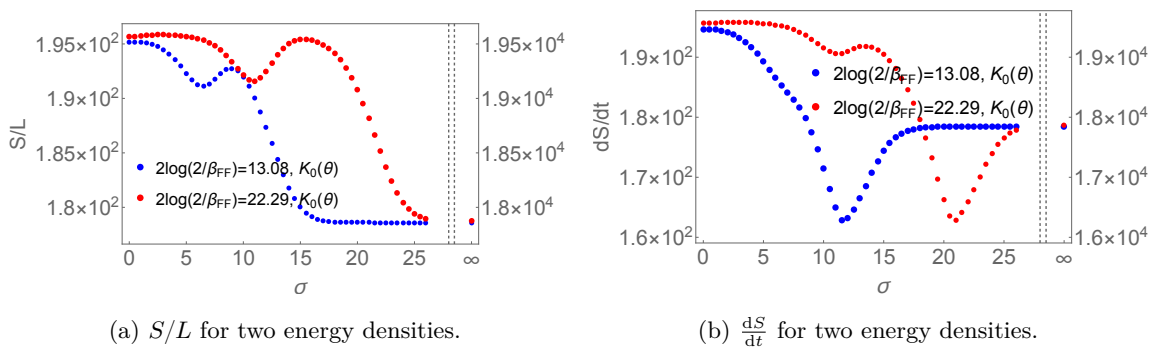 1.95×10²
1.9×10²
1.85×10²
1.8×10²
S/L
1.95×10⁴
1.9×10⁴
1.85×10⁴
1.8×10⁴
2log(2/β_FF)=13.08, K₀(θ)
2log(2/β_FF)=22.29, K₀(θ)
0 5 10 15 20 25 ∞
σ
(a) S/L for two energy densities.
1.9×10²
1.8×10²
1.7×10²
1.6×10²
dS/dt
1.9×10⁴
1.8×10⁴
1.7×10⁴
1.6×10⁴
2log(2/β_FF)=13.08, K₀(θ)
2log(2/β_FF)=22.29, K₀(θ)
0 5 10 15 20 25 ∞
σ
(b) dS/dt for two energy densities.